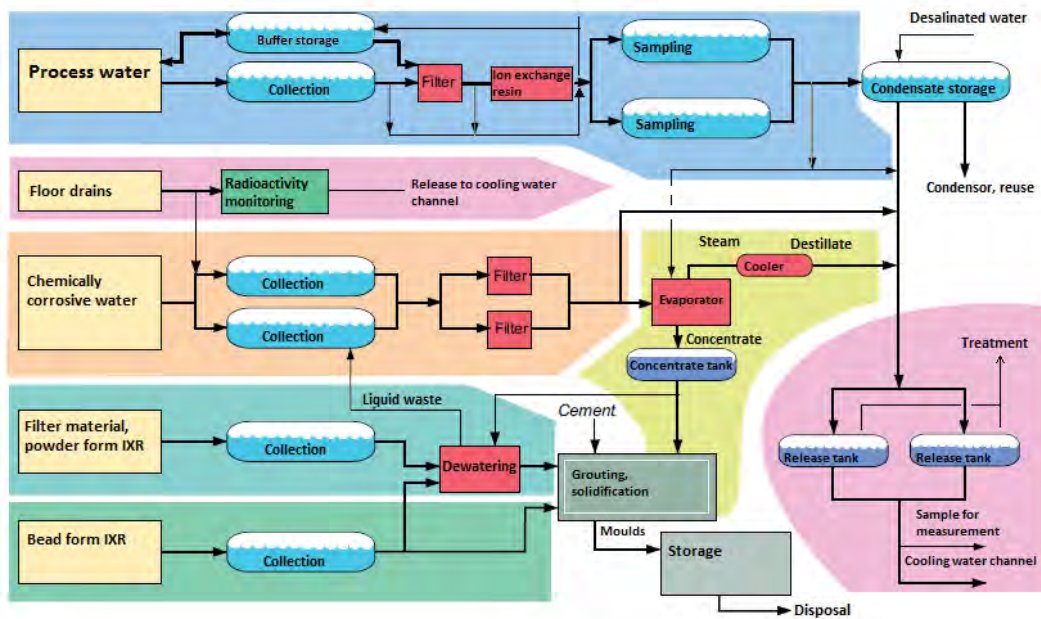 Desalinated water
Buffer storage
Process water
Collection
Filter
Ion exchange
resin
Sampling
Sampling
Condensate storage
Floor drains
Radioactivity
monitoring
Release to cooling water
channel
Condensor, reuse
Chemically
corrosive water
Collection
Collection
Filter
Filter
Steam
Destillate
Cooler
Evaporator
Concentrate
Concentrate tank
Treatment
Liquid waste
Cement
Filter material,
powder form IXR
Collection
Dewatering
Grouting,
solidification
Release tank
Release tank
Bead form IXR
Collection
Moulds
Storage
Disposal
Sample for
measurement
Cooling water channel